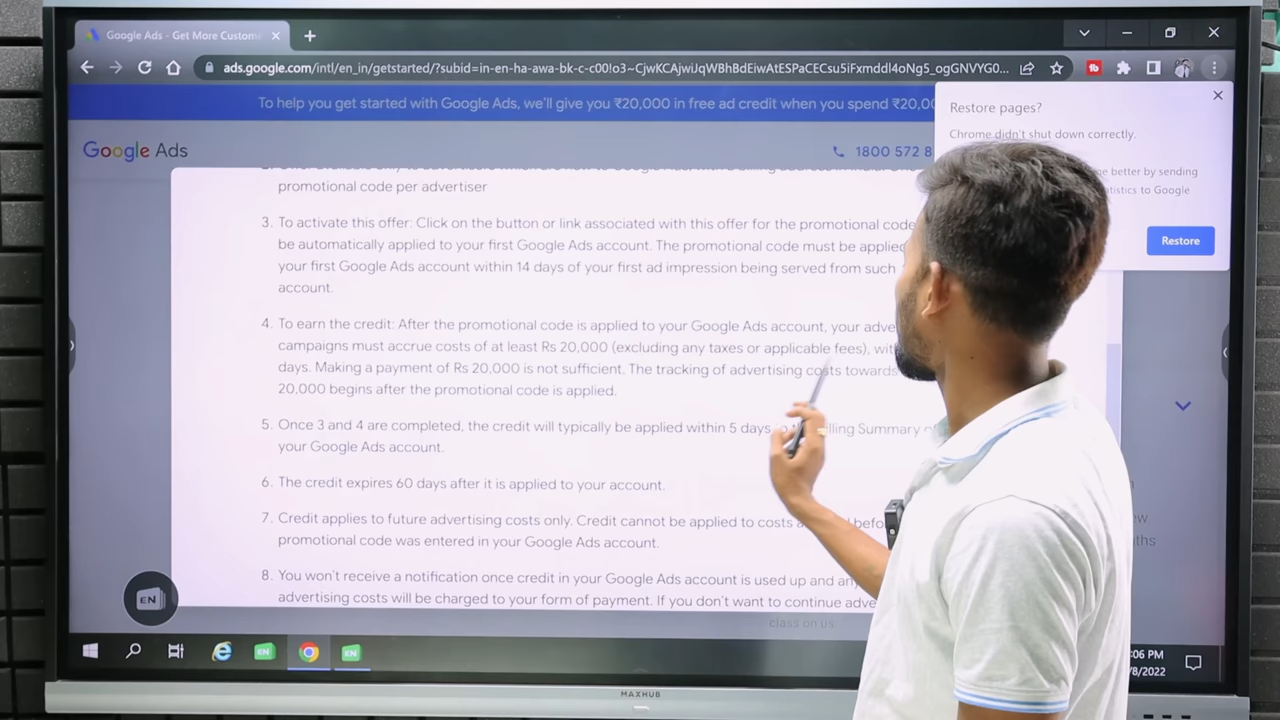 Google Ads - Get More Custom
ads.google.com/intl/en_in/getstarted/?subid=in-en-ha-awa-bk-c-c00!o3~CjwKCAjwiJqWBhBdEiwAtESPaCECsu5iFxmddl4oNg5_ogGNVYG0...
To help you get started with Google Ads, we'll give you ₹20,000 in free ad credit when you spend ₹20,00
Restore pages?
Chrome didn't shut down correctly.
better by sending
to Google
Restore
Google Ads
1800 572 8
promotional code per advertiser
3. To activate this offer: Click on the button or link associated with this offer for the promotional code
be automatically applied to your first Google Ads account. The promotional code must be applied
your first Google Ads account within 14 days of your first ad impression being served from such
account.
4. To earn the credit: After the promotional code is applied to your Google Ads account, your adve
campaigns must accrue costs of at least Rs 20,000 (excluding any taxes or applicable fees), wit
days. Making a payment of Rs 20,000 is not sufficient. The tracking of advertising costs towards
20,000 begins after the promotional code is applied.
5. Once 3 and 4 are completed, the credit will typically be applied within 5 days Summary
your Google Ads account.
6. The credit expires 60 days after it is applied to your account.
7. Credit applies to future advertising costs only. Credit cannot be applied to costs
promotional code was entered in your Google Ads account.
8. You won't receive a notification once credit in your Google Ads account is used up and
advertising costs will be charged to your form of payment. If you don't want to continue adve
EN
class on us
EN
EN
:06 PM
/8/2022
MAXHUB